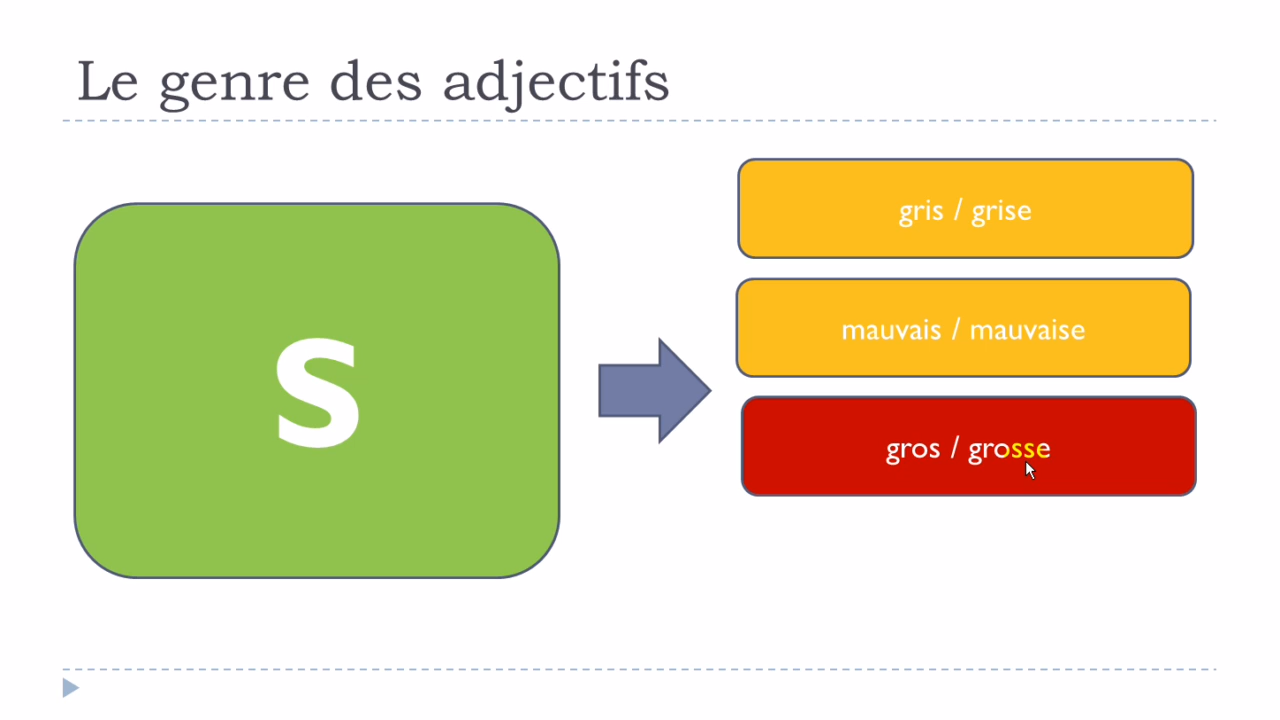 Le genre des adjectifs
s
gris / grise
mauvais / mauvaise
gros / grosse